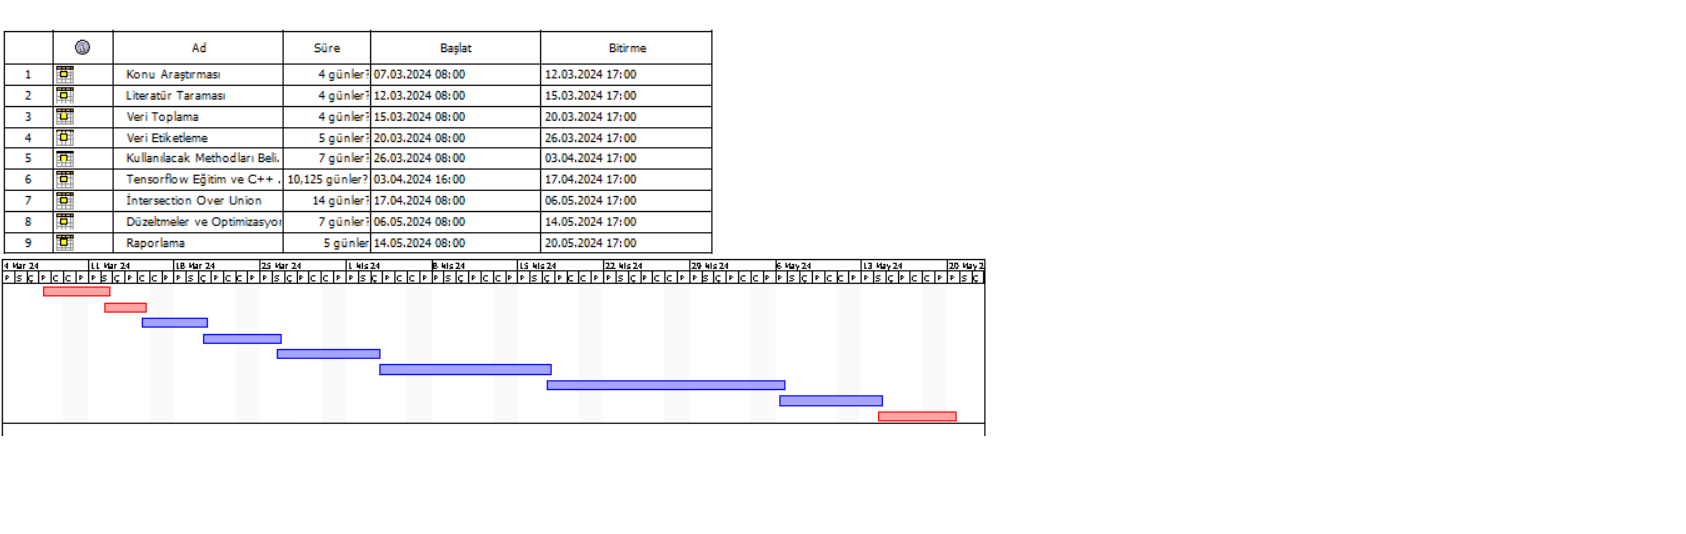 Ad Süre Başlat Bitirme
1 Konu Araştırması 4 günler? 07.03.2024 08:00 12.03.2024 17:00
2 Literatür Taraması 4 günler? 12.03.2024 08:00 15.03.2024 17:00
3 Veri Toplama 4 günler? 15.03.2024 08:00 20.03.2024 17:00
4 Veri Etiketleme 5 günler? 20.03.2024 08:00 26.03.2024 17:00
5 Kullanılacak Methodları Beli. 7 günler? 26.03.2024 08:00 03.04.2024 17:00
6 Tensorflow Eğitim ve C++ . 10,125 günler? 03.04.2024 16:00 17.04.2024 17:00
7 İntersection Over Union 14 günler? 17.04.2024 08:00 06.05.2024 17:00
8 Düzeltmeler ve Optimizasyor 7 günler? 06.05.2024 08:00 14.05.2024 17:00
9 Raporlama 5 günler 14.05.2024 08:00 20.05.2024 17:00
4 Mar 24 11 Mar 24 18 Mar 24 25 Mar 24 1 Nis 24 8 Nis 24 15 Nis 24 22 Nis 24 29 Nis 24 6 May 24 13 May 24 20 May 2
P S Ç P C C P P S Ç P C C P P S Ç P C C P P S Ç P C C P P S Ç P C C P P S Ç P C C P P S Ç P C C P P S Ç P C C P P S Ç P C C P P S Ç P C C P P S Ç P C C P P S Ç